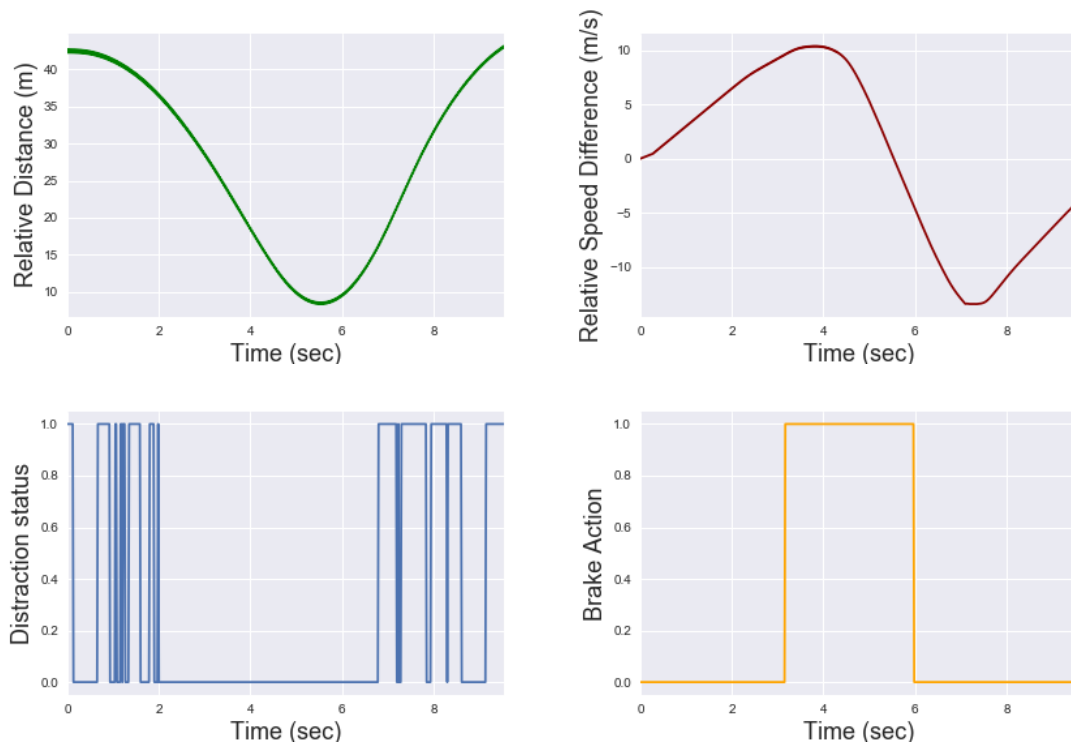 Relative Distance (m)
40
35
30
25
20
15
10
0 2 4 6 8
Time (sec)
Relative Speed Difference (m/s)
10
5
0
−5
−10
0 2 4 6 8
Time (sec)
Distraction status
1.0
0.8
0.6
0.4
0.2
0.0
0 2 4 6 8
Time (sec)
Brake Action
1.0
0.8
0.6
0.4
0.2
0.0
0 2 4 6 8
Time (sec)